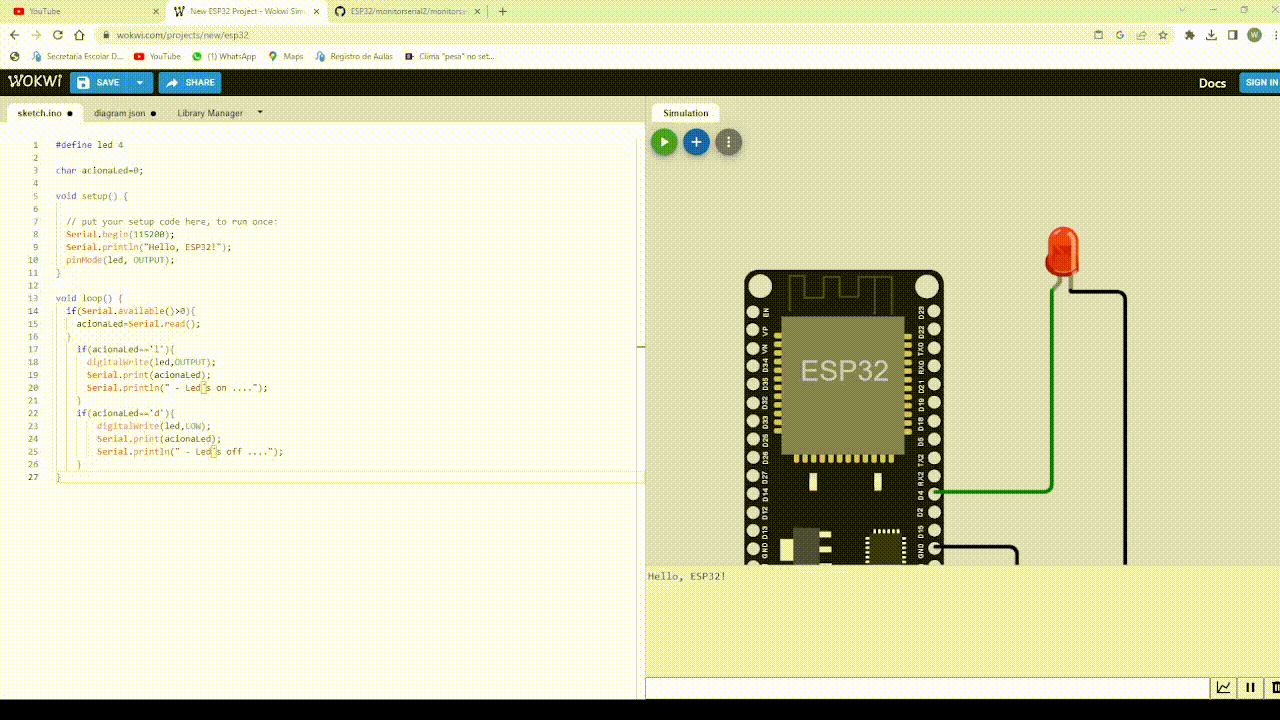 YouTube
New ESP32 Project - Wokwi Sim
ESP32/monitorserial2/monitors
wokwi.com/projects/new/esp32
W
Secretaria Escolar D...
YouTube
(1) WhatsApp
Maps
Registro de Aulas
Clima "pesa" no set...
WOKWI
SAVE
SHARE
Docs
SIGN IN
sketch.ino
diagram.json
Library Manager
Simulation
1 #define led 4
2
3 char acionaLed=0;
4
5 void setup() {
6
7 // put your setup code here, to run once:
8 Serial.begin(115200);
9 Serial.println("Hello, ESP32!");
10 pinMode(led, OUTPUT);
11 }
12
13 void loop() {
14 if(Serial.available()>0){
15 acionaLed=Serial.read();
16 }
17 if(acionaLed=='l'){
18 digitalWrite(led,OUTPUT);
19 Serial.print(acionaLed);
20 Serial.println(" - Led´s on ....");
21 }
22 if(acionaLed=='d'){
23 digitalWrite(led,LOW);
24 Serial.print(acionaLed);
25 Serial.println(" - Led´s off ....");
26 }
27 }
ESP32
EN
VP
VN
D34
D35
D32
D33
D25
D26
D27
D14
D12
D13
GND
D23
D22
TX0
RX0
D21
D19
D18
D5
TX2
RX2
D4
D2
D15
GND
Hello, ESP32!